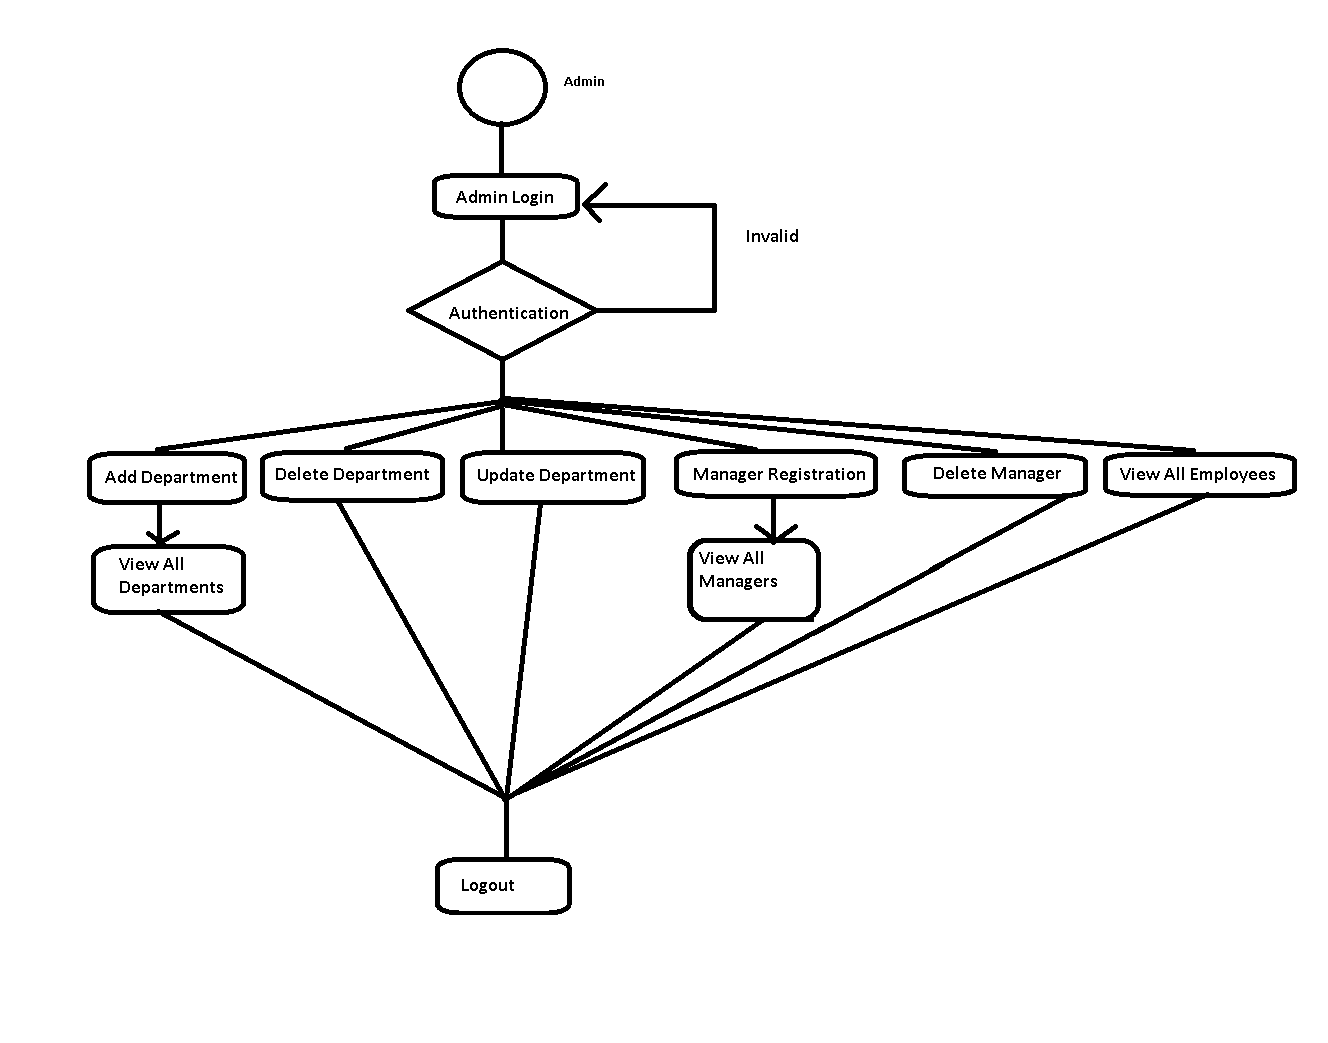 Admin
Admin Login
Invalid
Authentication
Add Department
Delete Department
Update Department
Manager Registration
Delete Manager
View All Employees
View All
Departments
View All
Managers
Logout